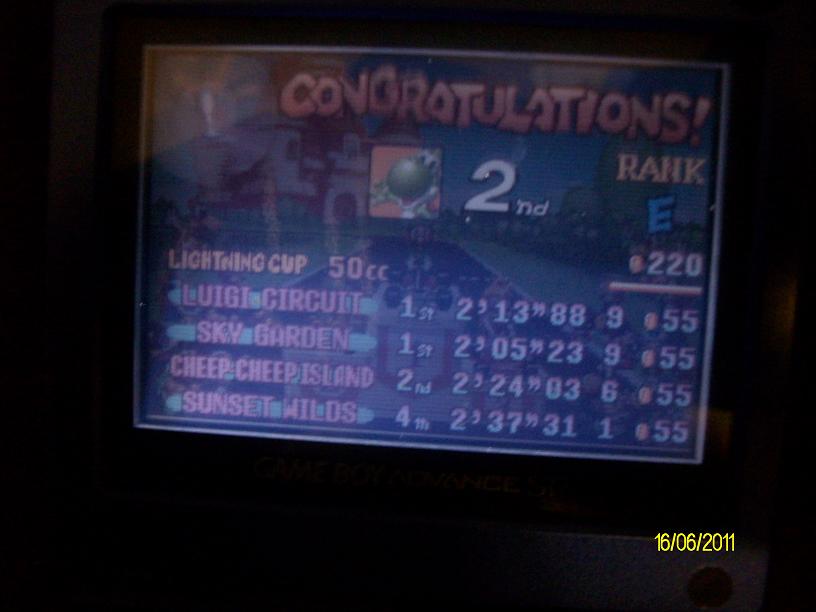 CONGRATULATIONS!
2nd
RANK
E
LIGHTNING CUP 50cc 220
LUIGI CIRCUIT 1st 2'13"88 9 55
SKY GARDEN 1st 2'05"23 9 55
CHEEP-CHEEP ISLAND 2nd 2'24"03 6 55
SUNSET WILDS 4th 2'37"31 1 55
GAME BOY ADVANCE SP
16/06/2011